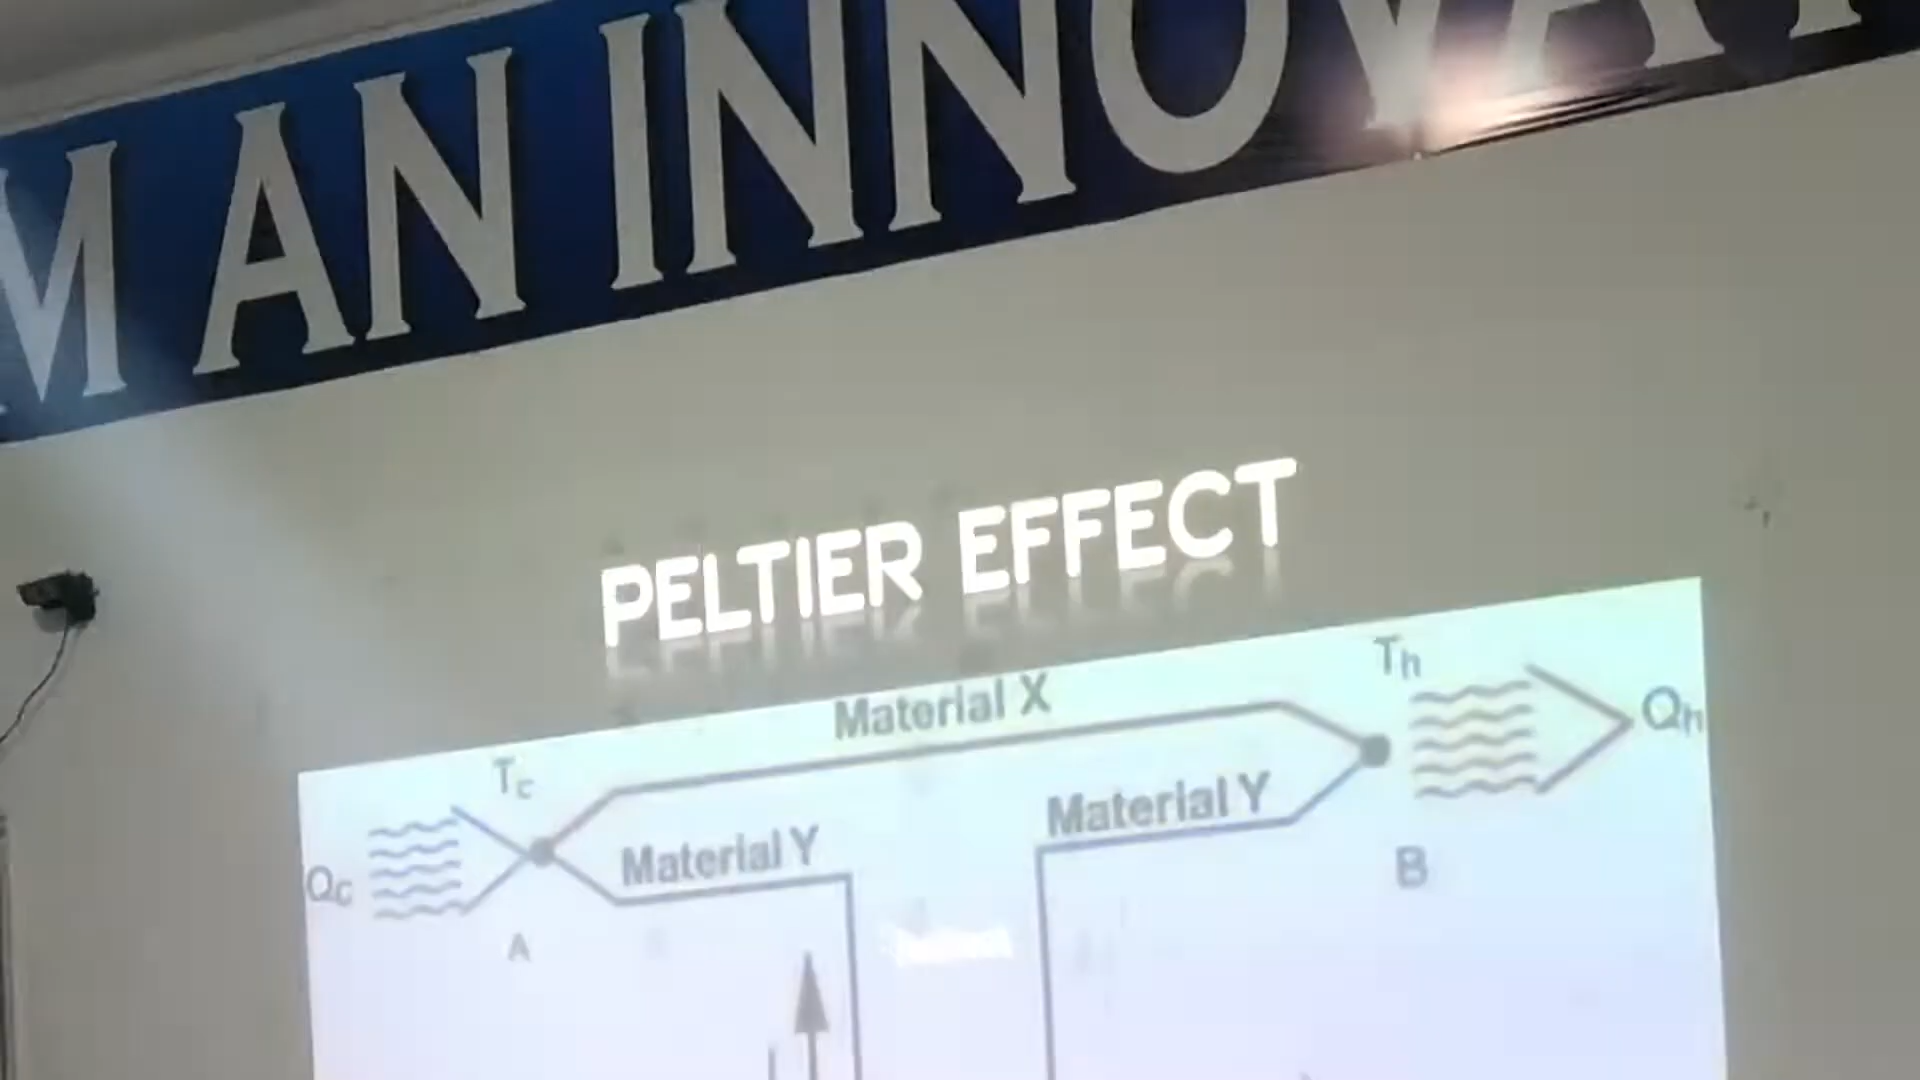 M AN INNOVAT
PELTIER EFFECT
Material X
Th
Qh
Tc
Material Y
Material Y
Qc
A
B